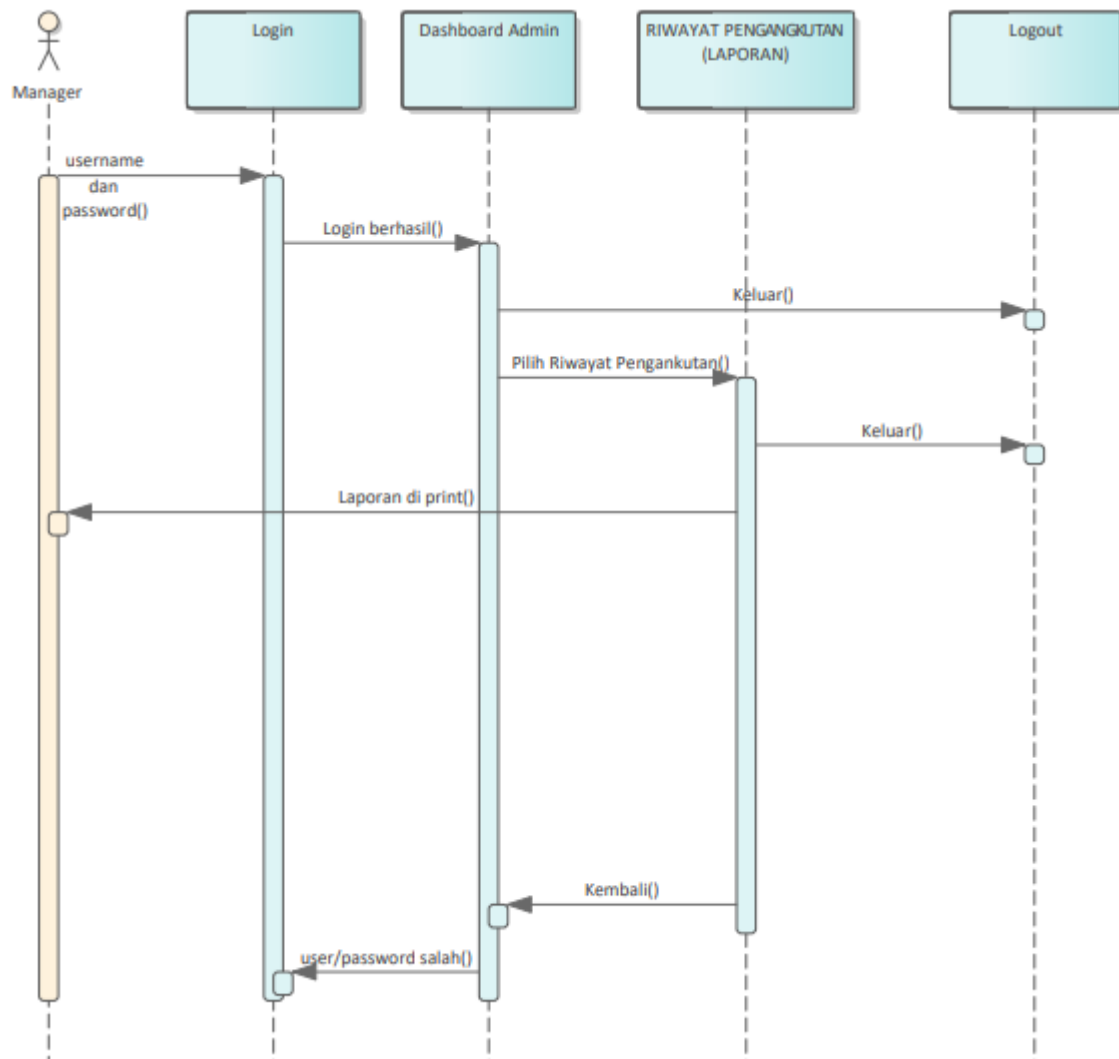 Login
Dashboard Admin
RIWAYAT PENGANGKUTAN
(LAPORAN)
Logout
Manager
username
dan
password()
Login berhasil()
Keluar()
Pilih Riwayat Pengankutan()
Keluar()
Laporan di print()
Kembali()
user/password salah()